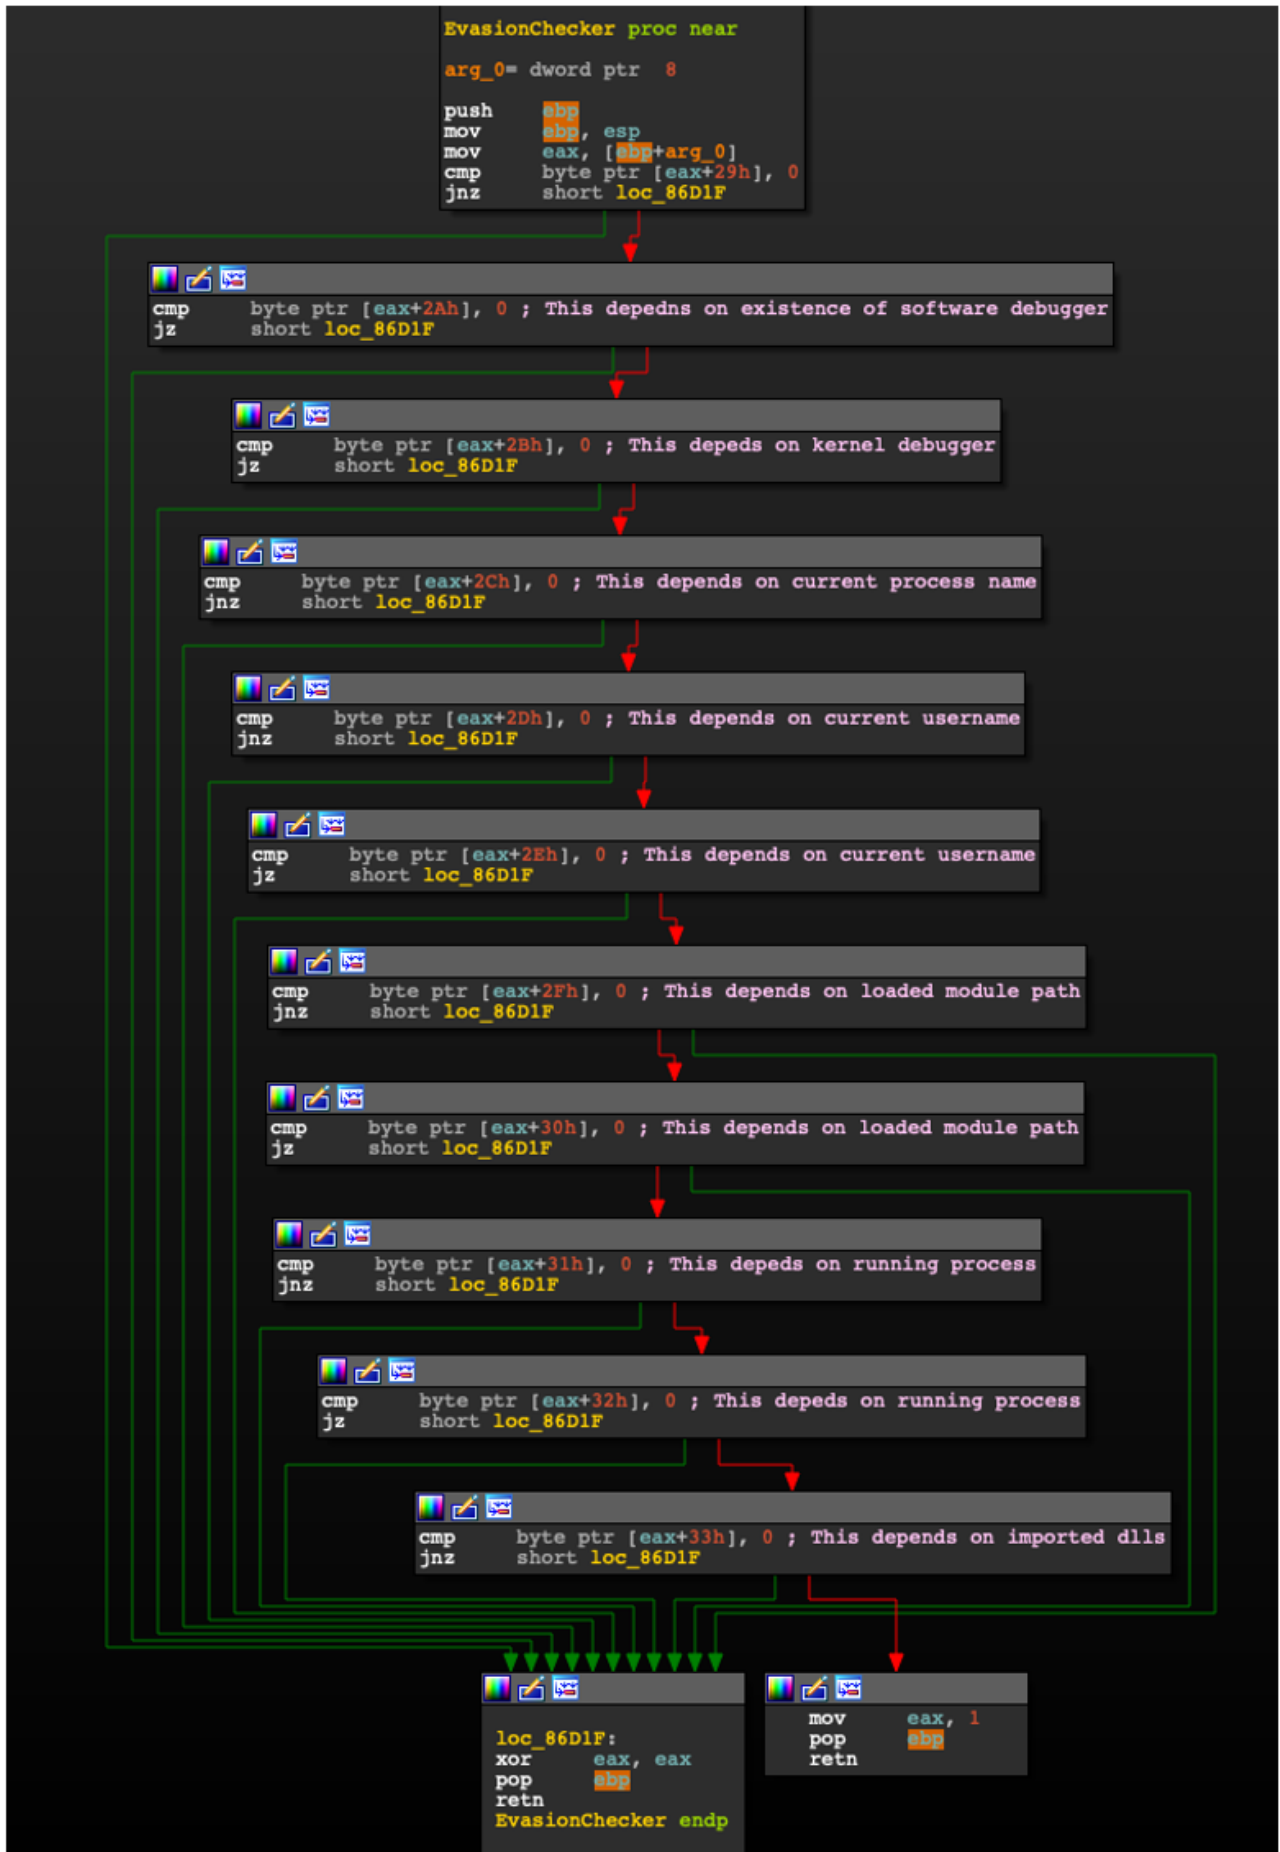 EvasionChecker proc near
arg_0= dword ptr 8
push ebp
mov ebp, esp
mov eax, [ebp+arg_0]
cmp byte ptr [eax+29h], 0
jnz short loc_86D1F
cmp byte ptr [eax+2Ah], 0 ; This depedns on existence of software debugger
jz short loc_86D1F
cmp byte ptr [eax+2Bh], 0 ; This depeds on kernel debugger
jz short loc_86D1F
cmp byte ptr [eax+2Ch], 0 ; This depends on current process name
jnz short loc_86D1F
cmp byte ptr [eax+2Dh], 0 ; This depends on current username
jnz short loc_86D1F
cmp byte ptr [eax+2Eh], 0 ; This depends on current username
jz short loc_86D1F
cmp byte ptr [eax+2Fh], 0 ; This depends on loaded module path
jnz short loc_86D1F
cmp byte ptr [eax+30h], 0 ; This depends on loaded module path
jz short loc_86D1F
cmp byte ptr [eax+31h], 0 ; This depeds on running process
jnz short loc_86D1F
cmp byte ptr [eax+32h], 0 ; This depeds on running process
jz short loc_86D1F
cmp byte ptr [eax+33h], 0 ; This depends on imported dlls
jnz short loc_86D1F
loc_86D1F:
xor eax, eax
pop ebp
retn
EvasionChecker endp
mov eax, 1
pop ebp
retn